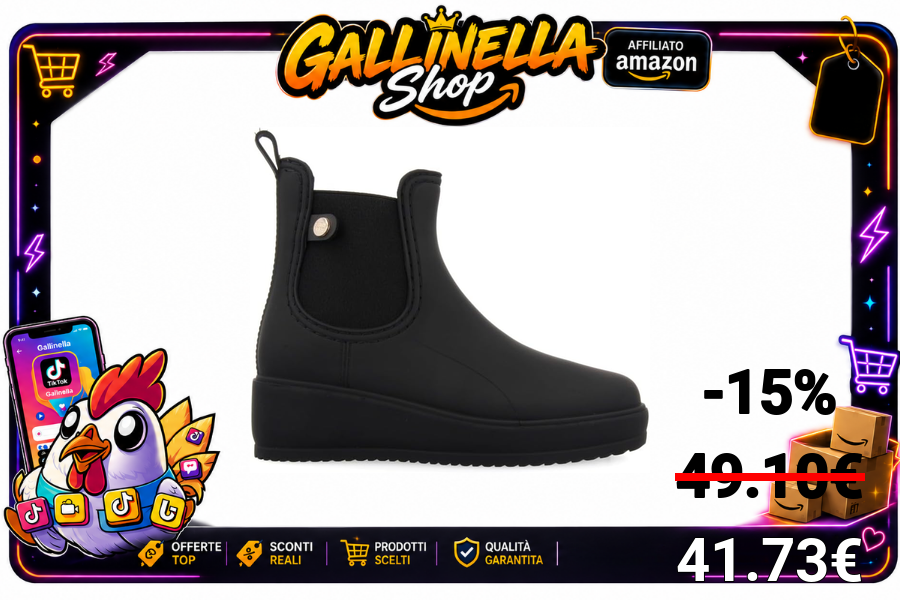 GALLINELLA
Shop
AFFILIATO
amazon
Gallinella
TikTok
Gallinella
-15%
49.10€
41.73€
OFFERTE
TOP
SCONTI
REALI
PRODOTTI
SCELTI
QUALITÀ
GARANTITA